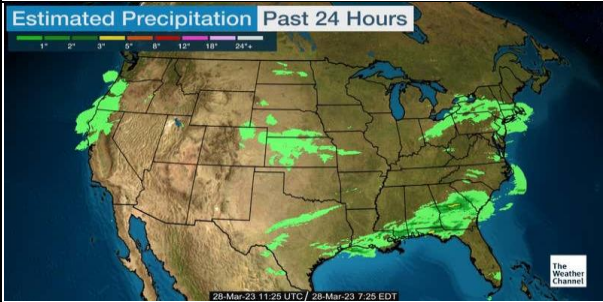 Estimated Precipitation Past 24 Hours
1" 2" 3" 5" 8" 12" 18" 24"+
The
Weather
Channel
28-Mar-23 11:25 UTC / 28-Mar-23 7:25 EDT